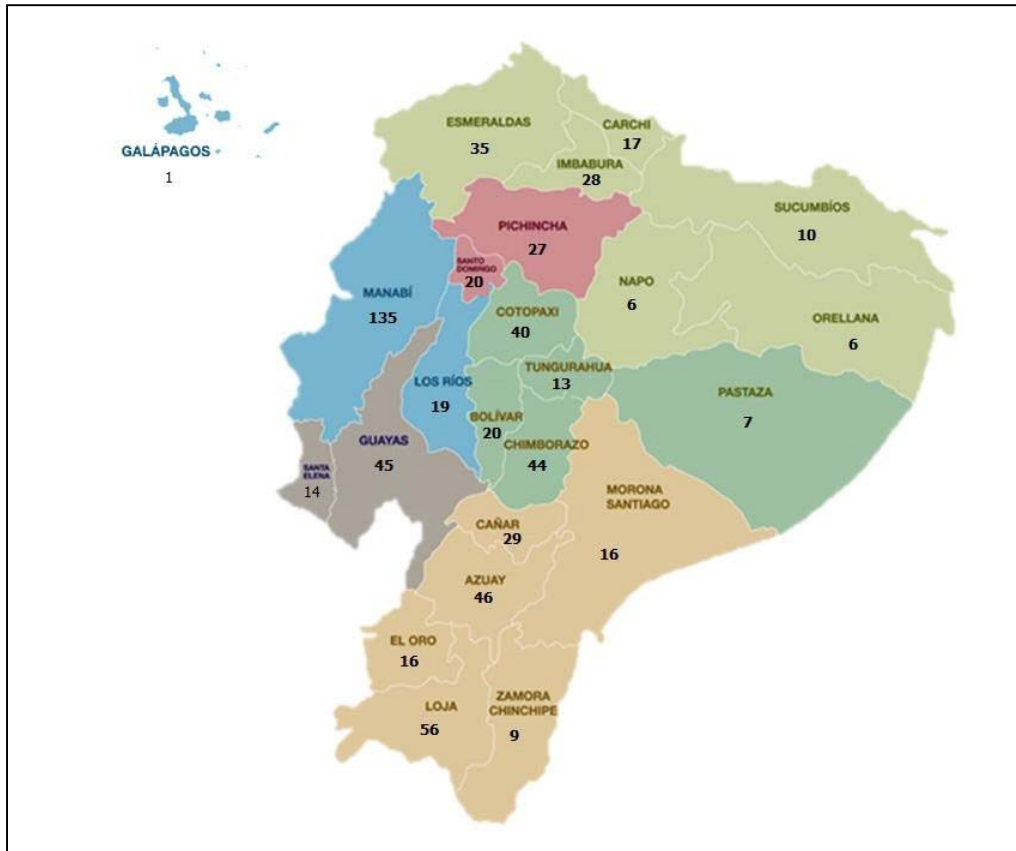 ESMERALDAS
35
CARCHI
17
IMBABURA
28
GALÁPAGOS
1
SUCUMBÍOS
10
PICHINCHA
27
SANTO
DOMINGO
20
NAPO
6
MANABÍ
135
COTOPAXI
40
ORELLANA
6
TUNGURAHUA
13
LOS RÍOS
19
PASTAZA
7
BOLÍVAR
20
CHIMBORAZO
44
GUAYAS
45
SANTA
ELENA
14
MORONA
SANTIAGO
16
CAÑAR
29
AZUAY
46
EL ORO
16
LOJA
56
ZAMORA
CHINCHIPE
9